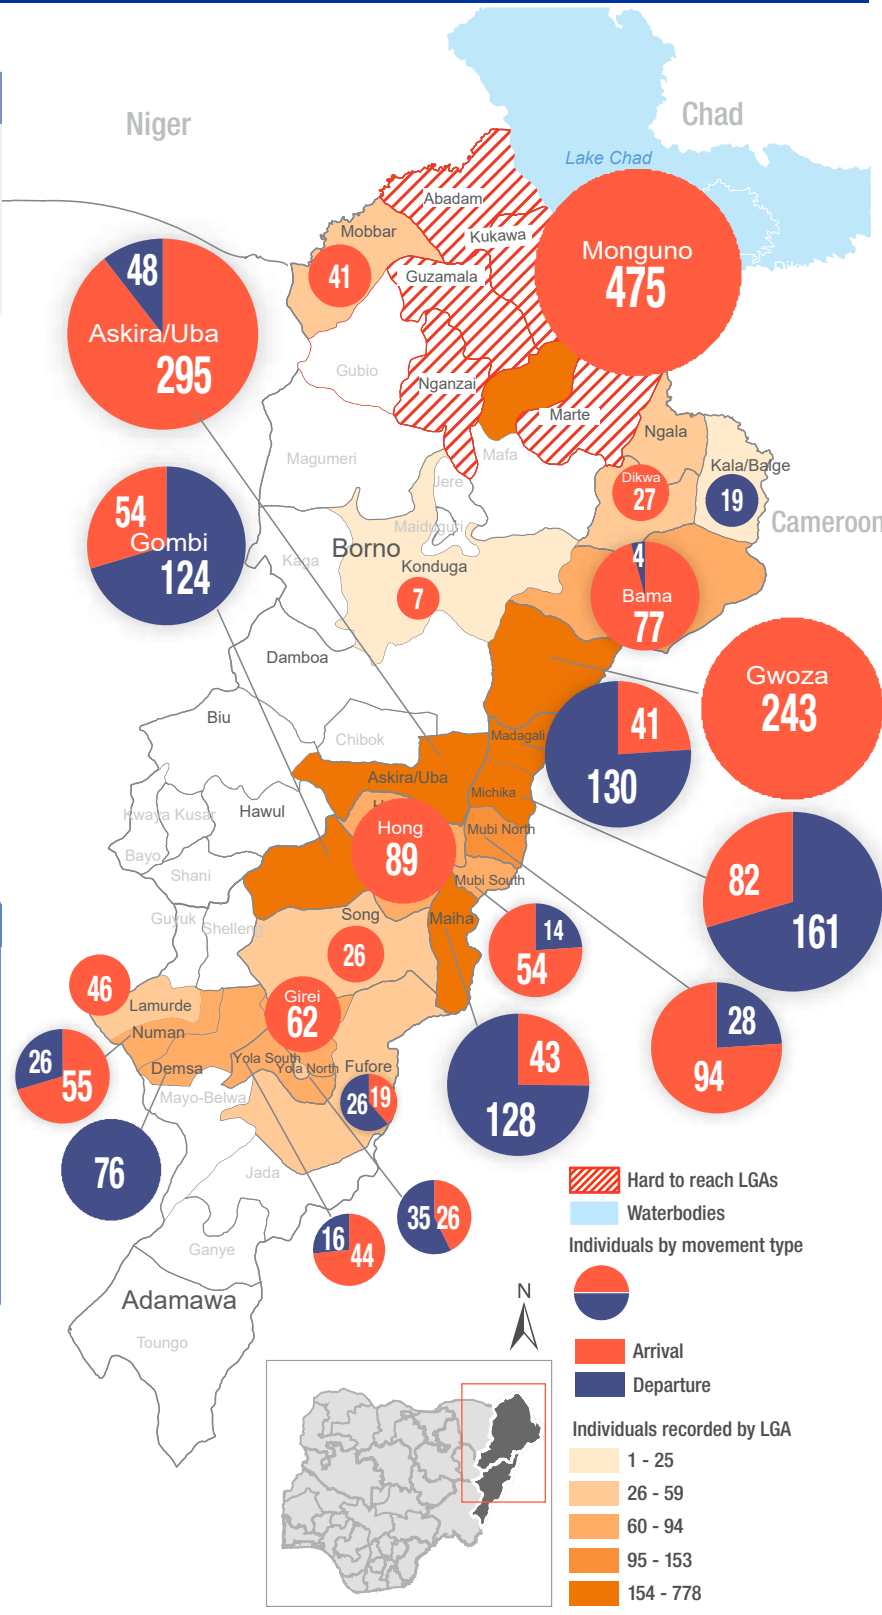 Niger
Chad
Lake Chad
Abadam
Mobbar
41
Kukawa
Guzamala
Monguno
475
48
Askira/Uba
295
Gubio
Nganzai
Marte
Ngala
Magumeri
Mafa
Jere
Kala/Balge
19
Dikwa
27
Cameroon
54
Gombi
124
Maiduguri
Borno
Kaga
Konduga
7
4
Bama
77
Damboa
Gwoza
243
Biu
Chibok
Madagali
41
130
Askira/Uba
Michika
Kwaya Kusar
Hawul
Hong
89
Mubi North
Bayo
Shani
Mubi South
82
161
Guyuk
Shelleng
Song
26
Maiha
14
54
46
Lamurde
Girei
62
Numan
28
94
26
55
Demsa
Yola South
Yola North
Fufore
26
19
43
128
Mayo-Belwa
76
Jada
35
26
16
44
Ganye
Adamawa
Toungo
N
Hard to reach LGAs
Waterbodies
Individuals by movement type
Arrival
Departure
Individuals recorded by LGA
1 - 25
26 - 59
60 - 94
95 - 153
154 - 778